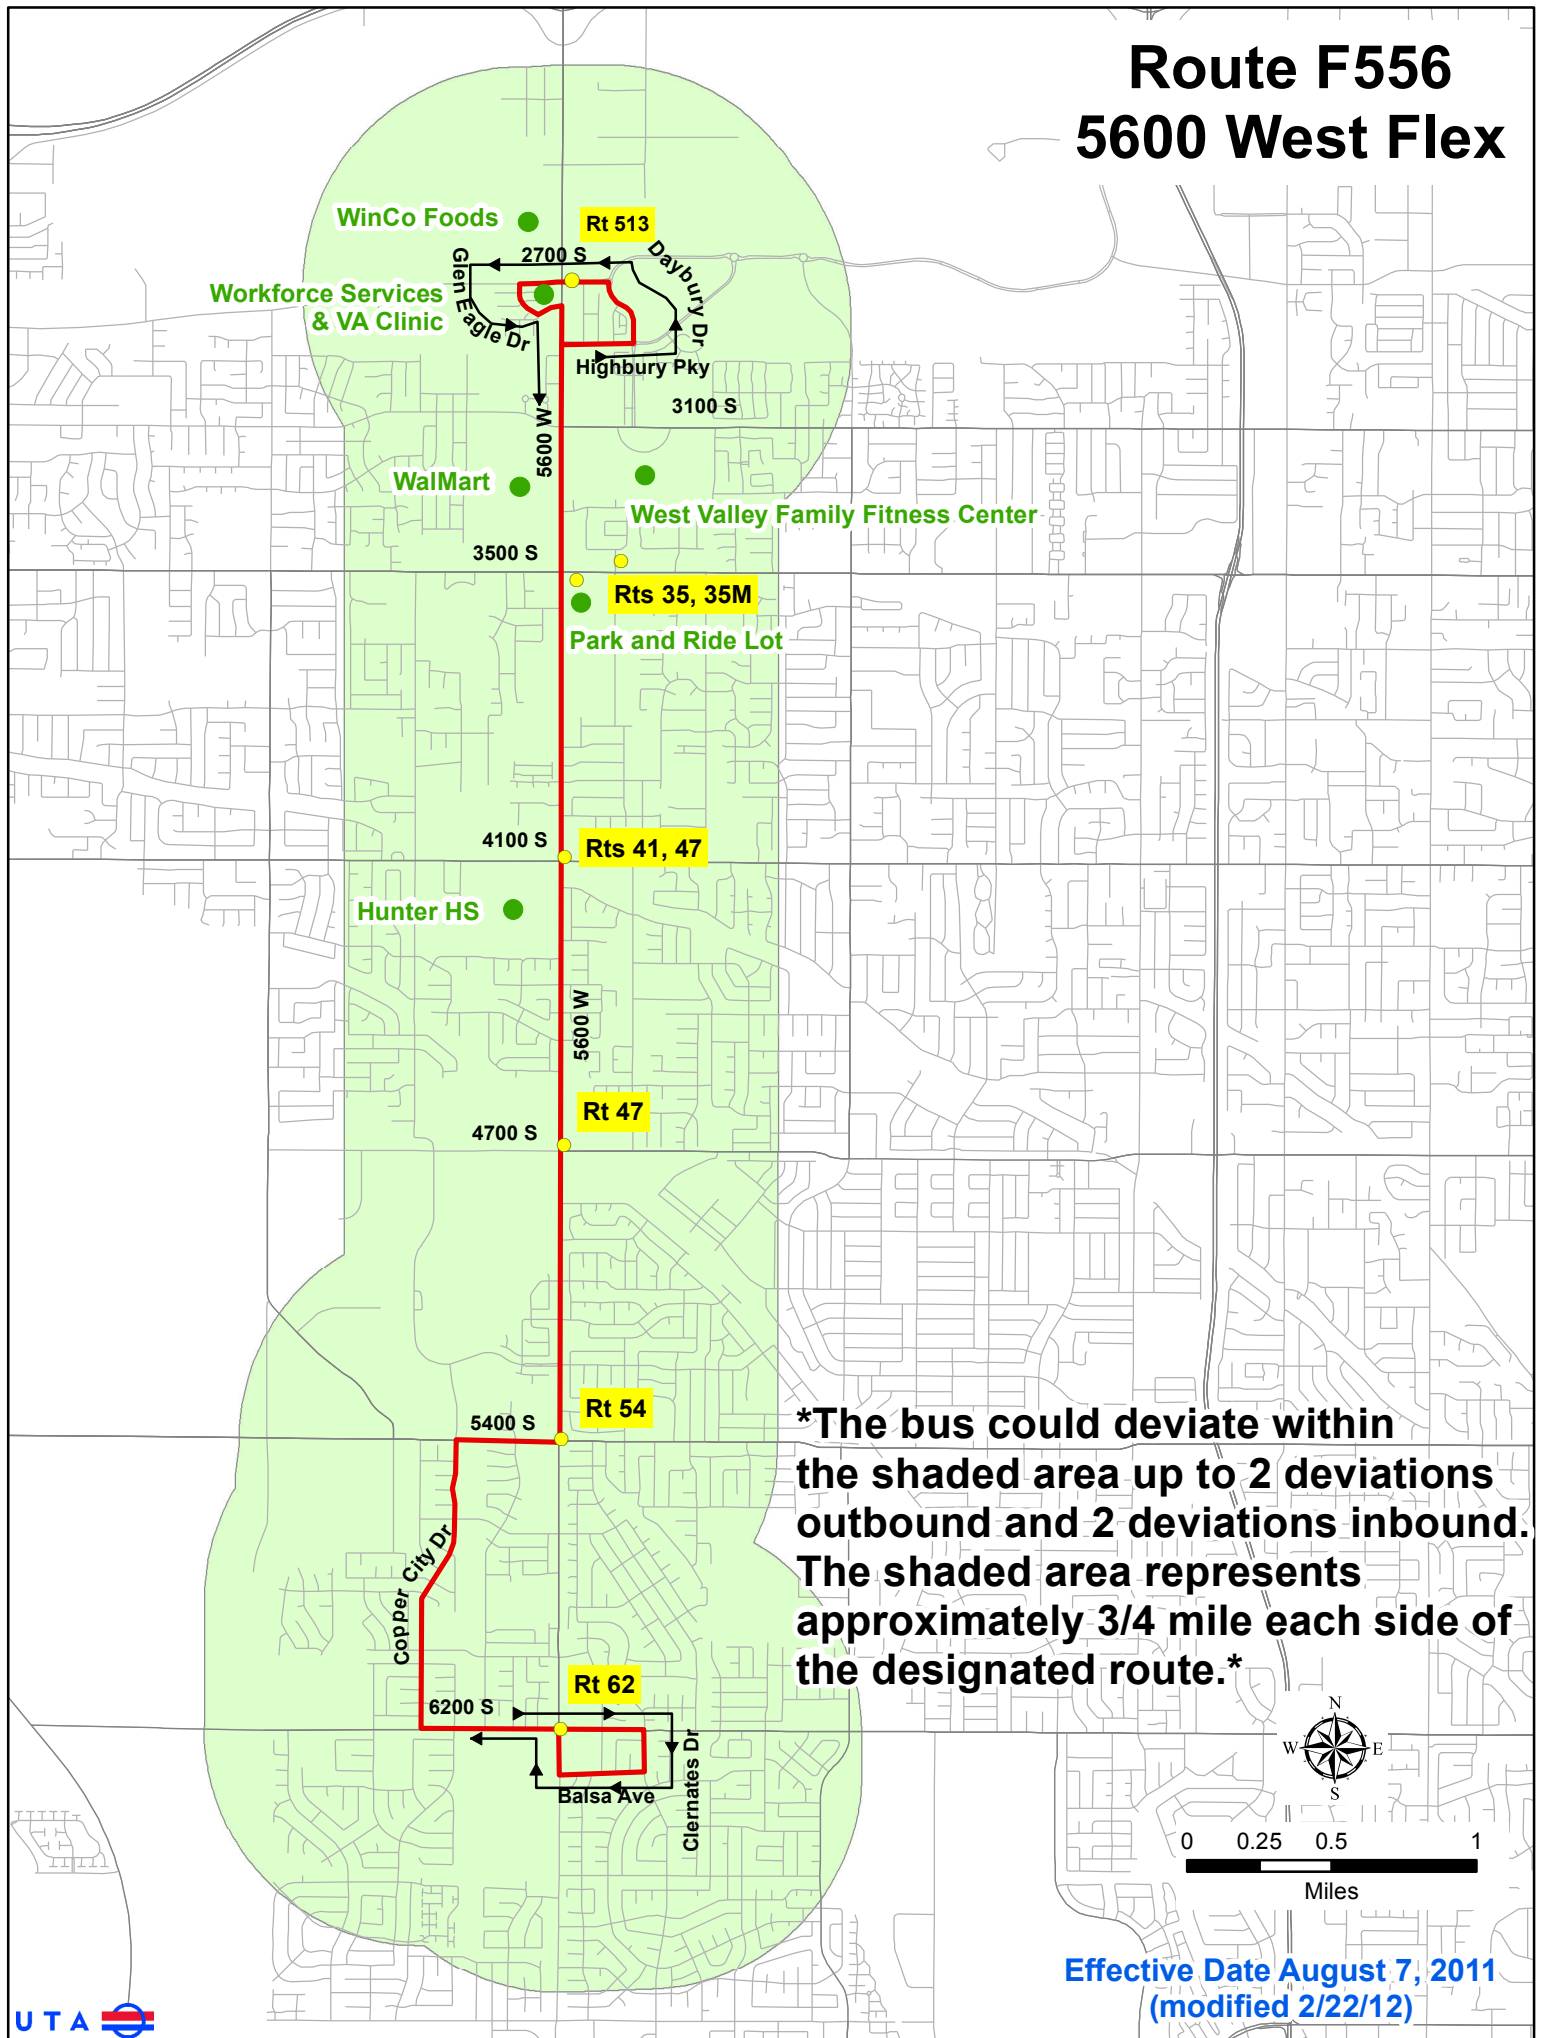 Route F556
5600 West Flex
WinCo Foods
Rt 513
2700 S
Glen Eagle Dr
Daybury Dr
Workforce Services
& VA Clinic
Highbury Pky
3100 S
5600 W
WalMart
West Valley Family Fitness Center
3500 S
Rts 35, 35M
Park and Ride Lot
4100 S
Rts 41, 47
Hunter HS
5600 W
Rt 47
4700 S
Rt 54
5400 S
*The bus could deviate within
the shaded area up to 2 deviations
outbound and 2 deviations inbound.
The shaded area represents
approximately 3/4 mile each side of
the designated route.*
Copper City Dr
Rt 62
6200 S
Clernates Dr
Balsa Ave
N
W
E
S
0 0.25 0.5 1
Miles
Effective Date August 7, 2011
(modified 2/22/12)
UTA